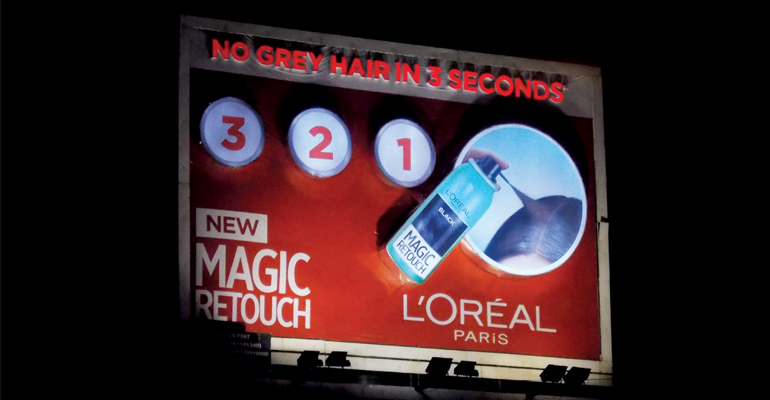 NO GREY HAIR IN 3 SECONDS*
3 2 1
L'ORÉAL
BLACK
MAGIC
RETOUCH
NEW
MAGIC
RETOUCH
L'ORÉAL
PARIS